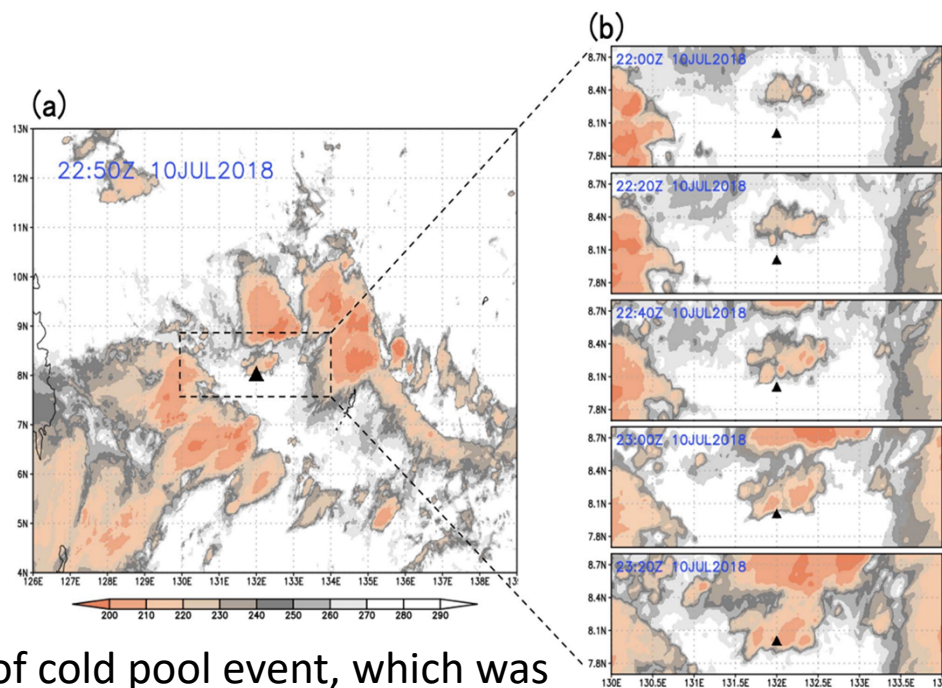 (a)
22:50Z 10JUL2018
13N
12N
11N
10N
9N
8N
7N
6N
5N
4N
126E 127E 128E 129E 130E 131E 132E 133E 134E 135E 136E 137E 138E
200 210 220 230 240 250 260 270 280 290
(b)
22:00Z 10JUL2018
8.7N
8.4N
8.1N
7.8N
22:20Z 10JUL2018
8.7N
8.4N
8.1N
7.8N
22:40Z 10JUL2018
8.7N
8.4N
8.1N
7.8N
23:00Z 10JUL2018
8.7N
8.4N
8.1N
7.8N
23:20Z 10JUL2018
8.7N
8.4N
8.1N
7.8N
130E 130.5E 131E 131.5E 132E 132.5E 133E 133.5E
of cold pool event, which was